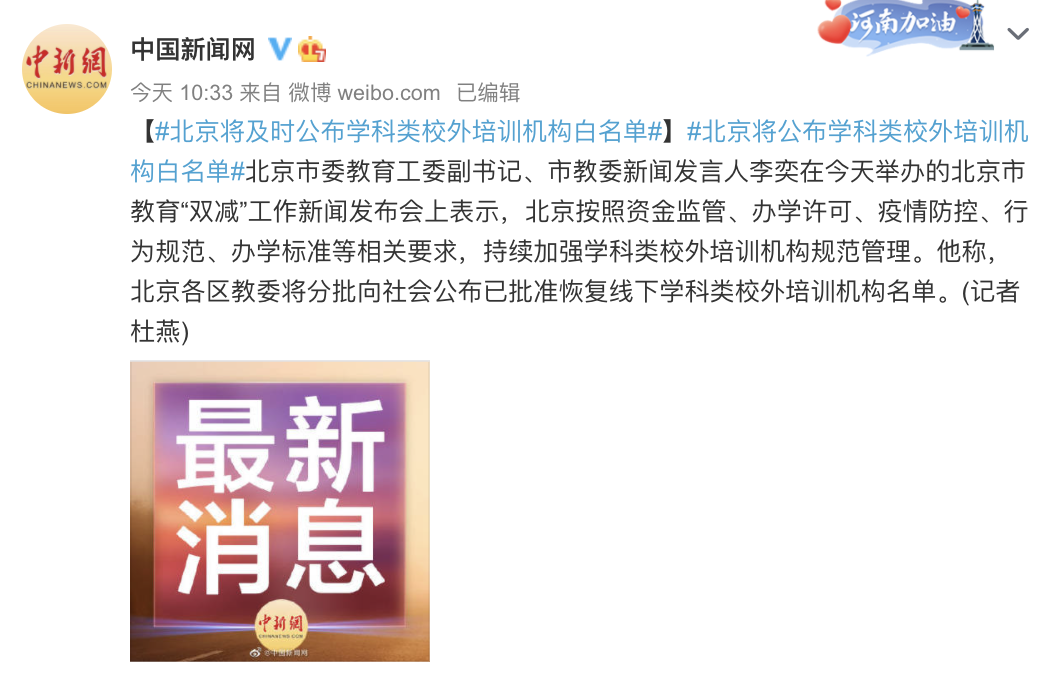 河南加油
中新網
CHINANEWS.COM
中国新闻网
今天 10:33 来自 微博 weibo.com 已编辑
【#北京将及时公布学科类校外培训机构白名单#】#北京将公布学科类校外培训机
构白名单#北京市委教育工委副书记、市教委新闻发言人李奕在今天举办的北京市
教育“双减”工作新闻发布会上表示，北京按照资金监管、办学许可、疫情防控、行
为规范、办学标准等相关要求，持续加强学科类校外培训机构规范管理。他称，
北京各区教委将分批向社会公布已批准恢复线下学科类校外培训机构名单。(记者
杜燕)
最新
消息
中新網
CHINANEWS.COM
@中国新闻网